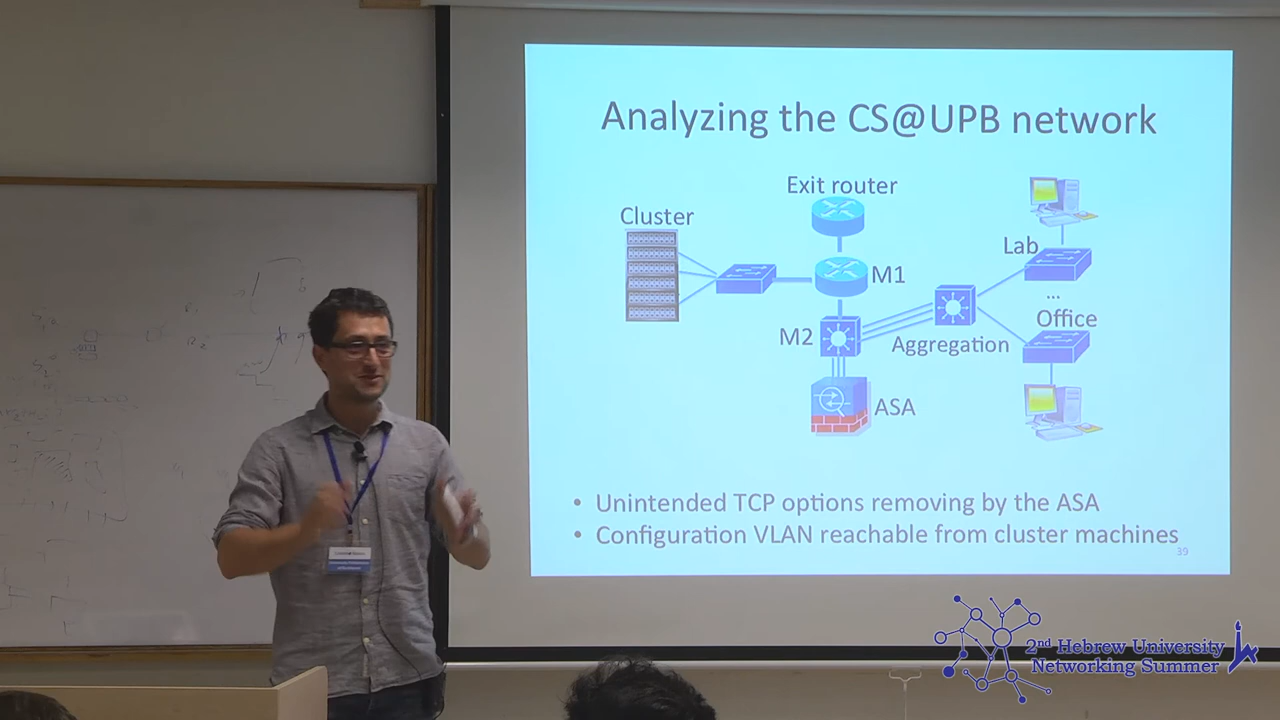 Analyzing the CS@UPB network
Exit router
Cluster
Lab
M1
...
Office
M2
Aggregation
ASA
• Unintended TCP options removing by the ASA
• Configuration VLAN reachable from cluster machines
39
2nd Hebrew University
Networking Summer